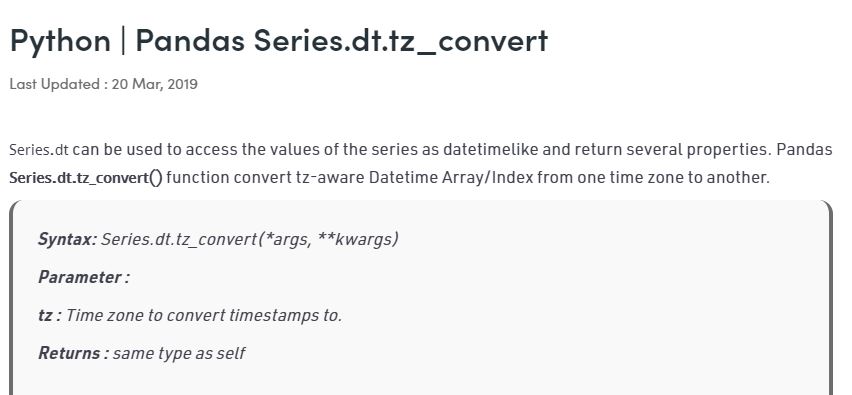 Python | Pandas Series.dt.tz_convert
Last Updated : 20 Mar, 2019
Series.dt can be used to access the values of the series as datetimelike and return several properties. Pandas
Series.dt.tz_convert() function convert tz-aware Datetime Array/Index from one time zone to another.
Syntax: Series.dt.tz_convert(*args, **kwargs)
Parameter :
tz : Time zone to convert timestamps to.
Returns : same type as self